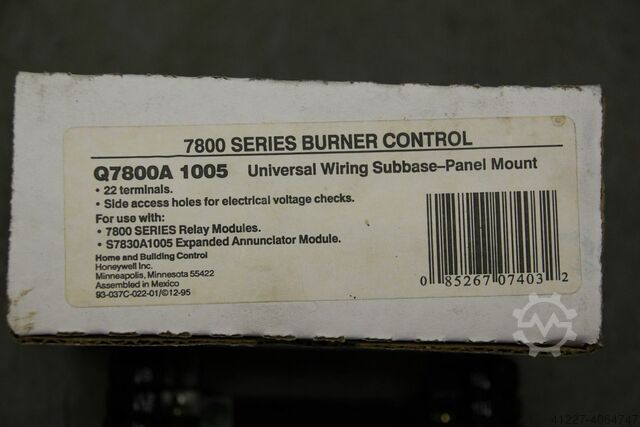 7800 SERIES BURNER CONTROL
Q7800A 1005 Universal Wiring Subbase–Panel Mount
• 22 terminals.
• Side access holes for electrical voltage checks.
For use with:
• 7800 SERIES Relay Modules.
• S7830A1005 Expanded Annunciator Module.
Home and Building Control
Honeywell Inc.
Minneapolis, Minnesota 55422
Assembled in Mexico
93-037C-022-01/©12-95
0 85267 07403 2
41227-4064747